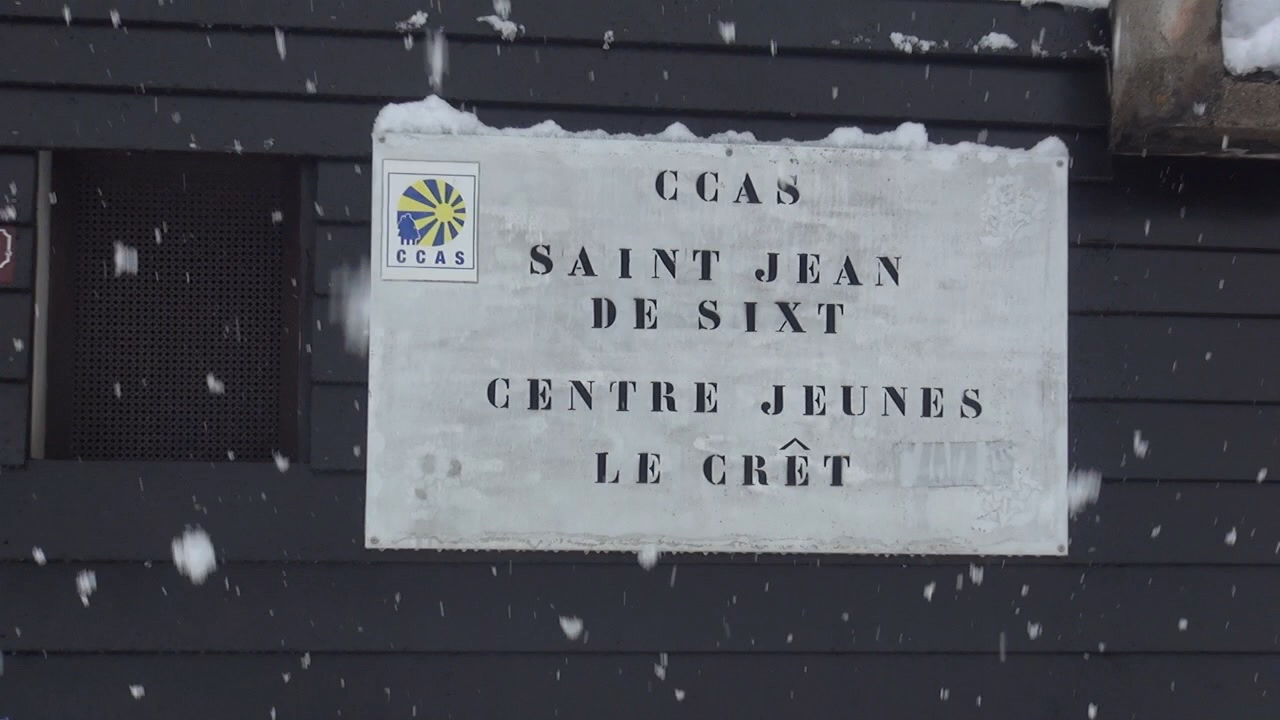 CCAS
CCAS
SAINT JEAN
DE SIXT
CENTRE JEUNES
LE CRÊT